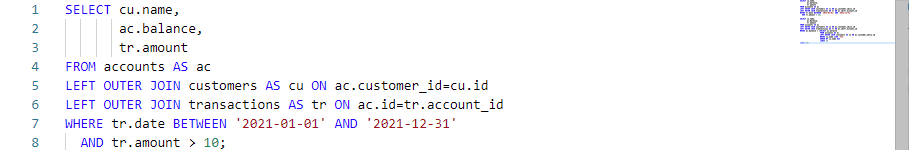 1 SELECT cu.name,
2 ac.balance,
3 tr.amount
4 FROM accounts AS ac
5 LEFT OUTER JOIN customers AS cu ON ac.customer_id=cu.id
6 LEFT OUTER JOIN transactions AS tr ON ac.id=tr.account_id
7 WHERE tr.date BETWEEN '2021-01-01' AND '2021-12-31'
8 AND tr.amount > 10;